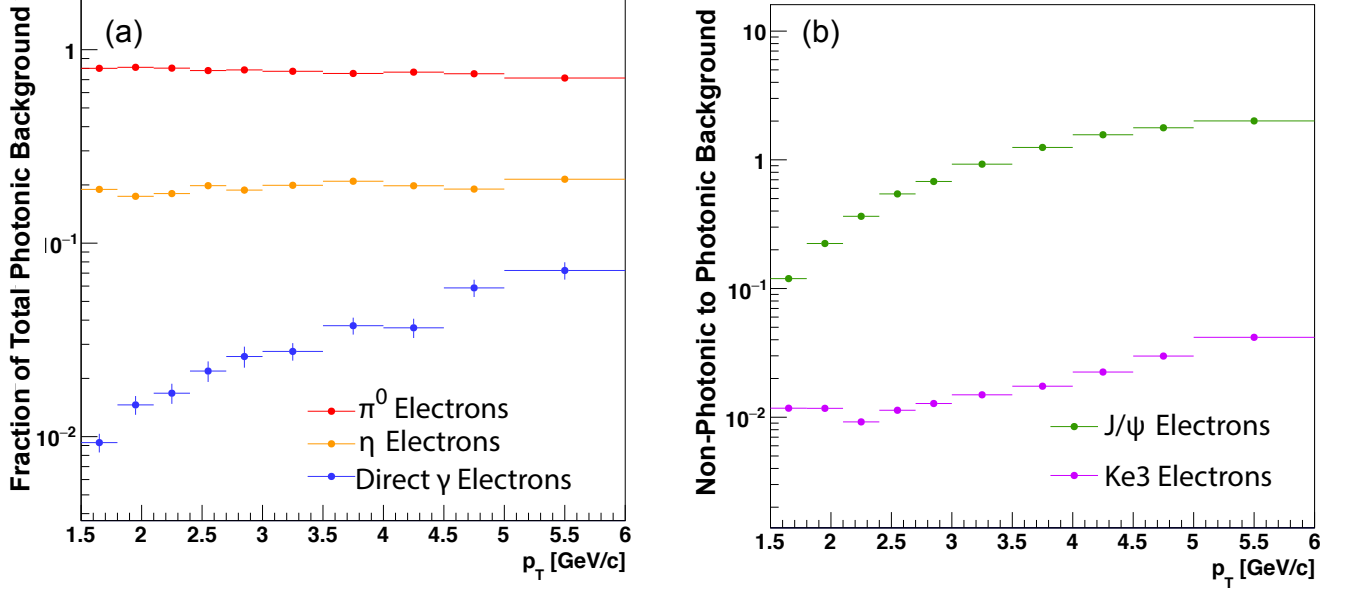 (a)
Fraction of Total Photonic Background
1
10⁻¹
10⁻²
π⁰ Electrons
η Electrons
Direct γ Electrons
1.5 2 2.5 3 3.5 4 4.5 5 5.5 6
p_T [GeV/c]
(b)
Non-Photonic to Photonic Background
10
1
10⁻¹
10⁻²
J/ψ Electrons
Ke3 Electrons
1.5 2 2.5 3 3.5 4 4.5 5 5.5 6
p_T [GeV/c]